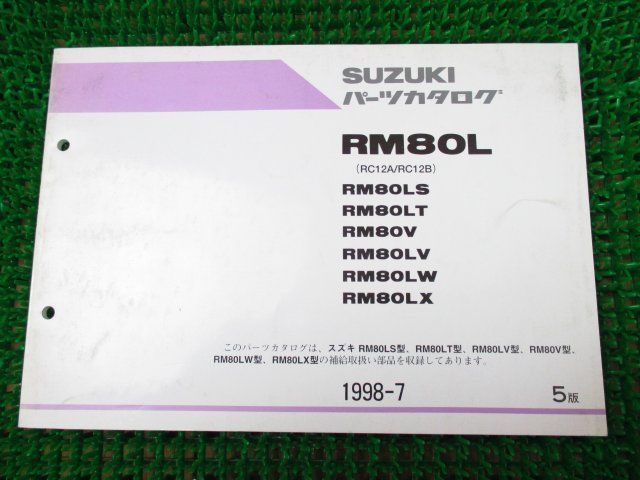 SUZUKI
パーツカタログ
RM80L
(RC12A/RC12B)
RM80LS
RM80LT
RM80V
RM80LV
RM80LW
RM80LX
このパーツカタログは、スズキ RM80LS型、RM80LT型、RM80LV型、RM80V型、
RM80LW型、RM80LX型の補給取扱い部品を収録してあります。
1998-7
5版